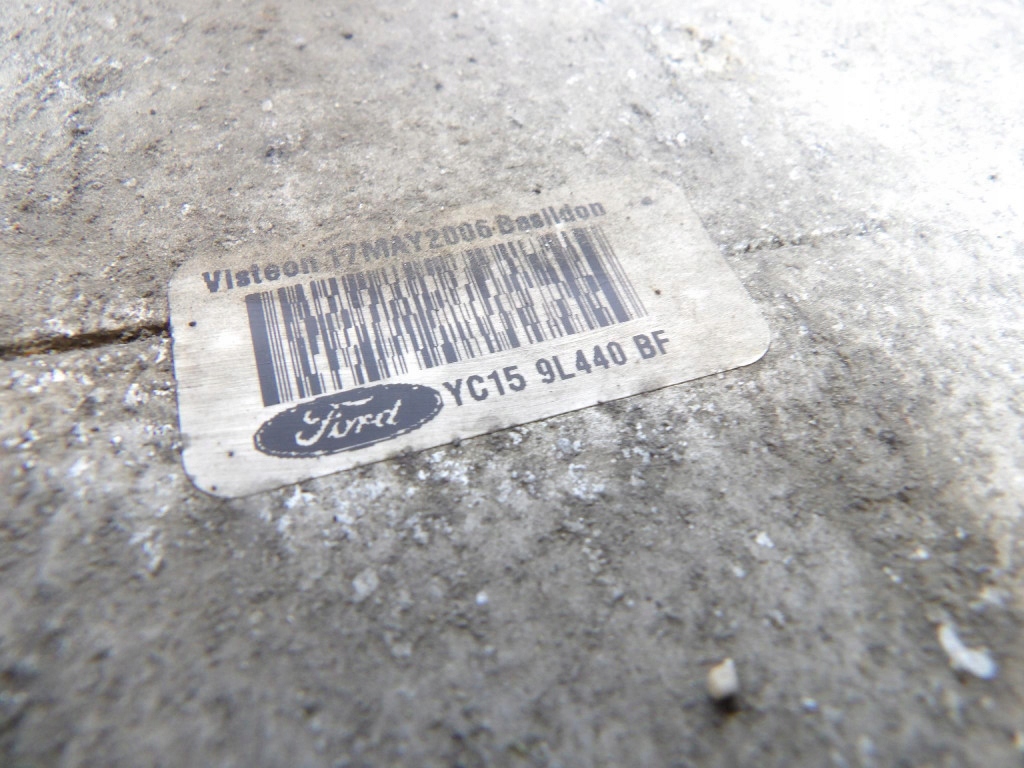 Visteon 17MAY2006 Basildon
Ford YC15 9L440 BF